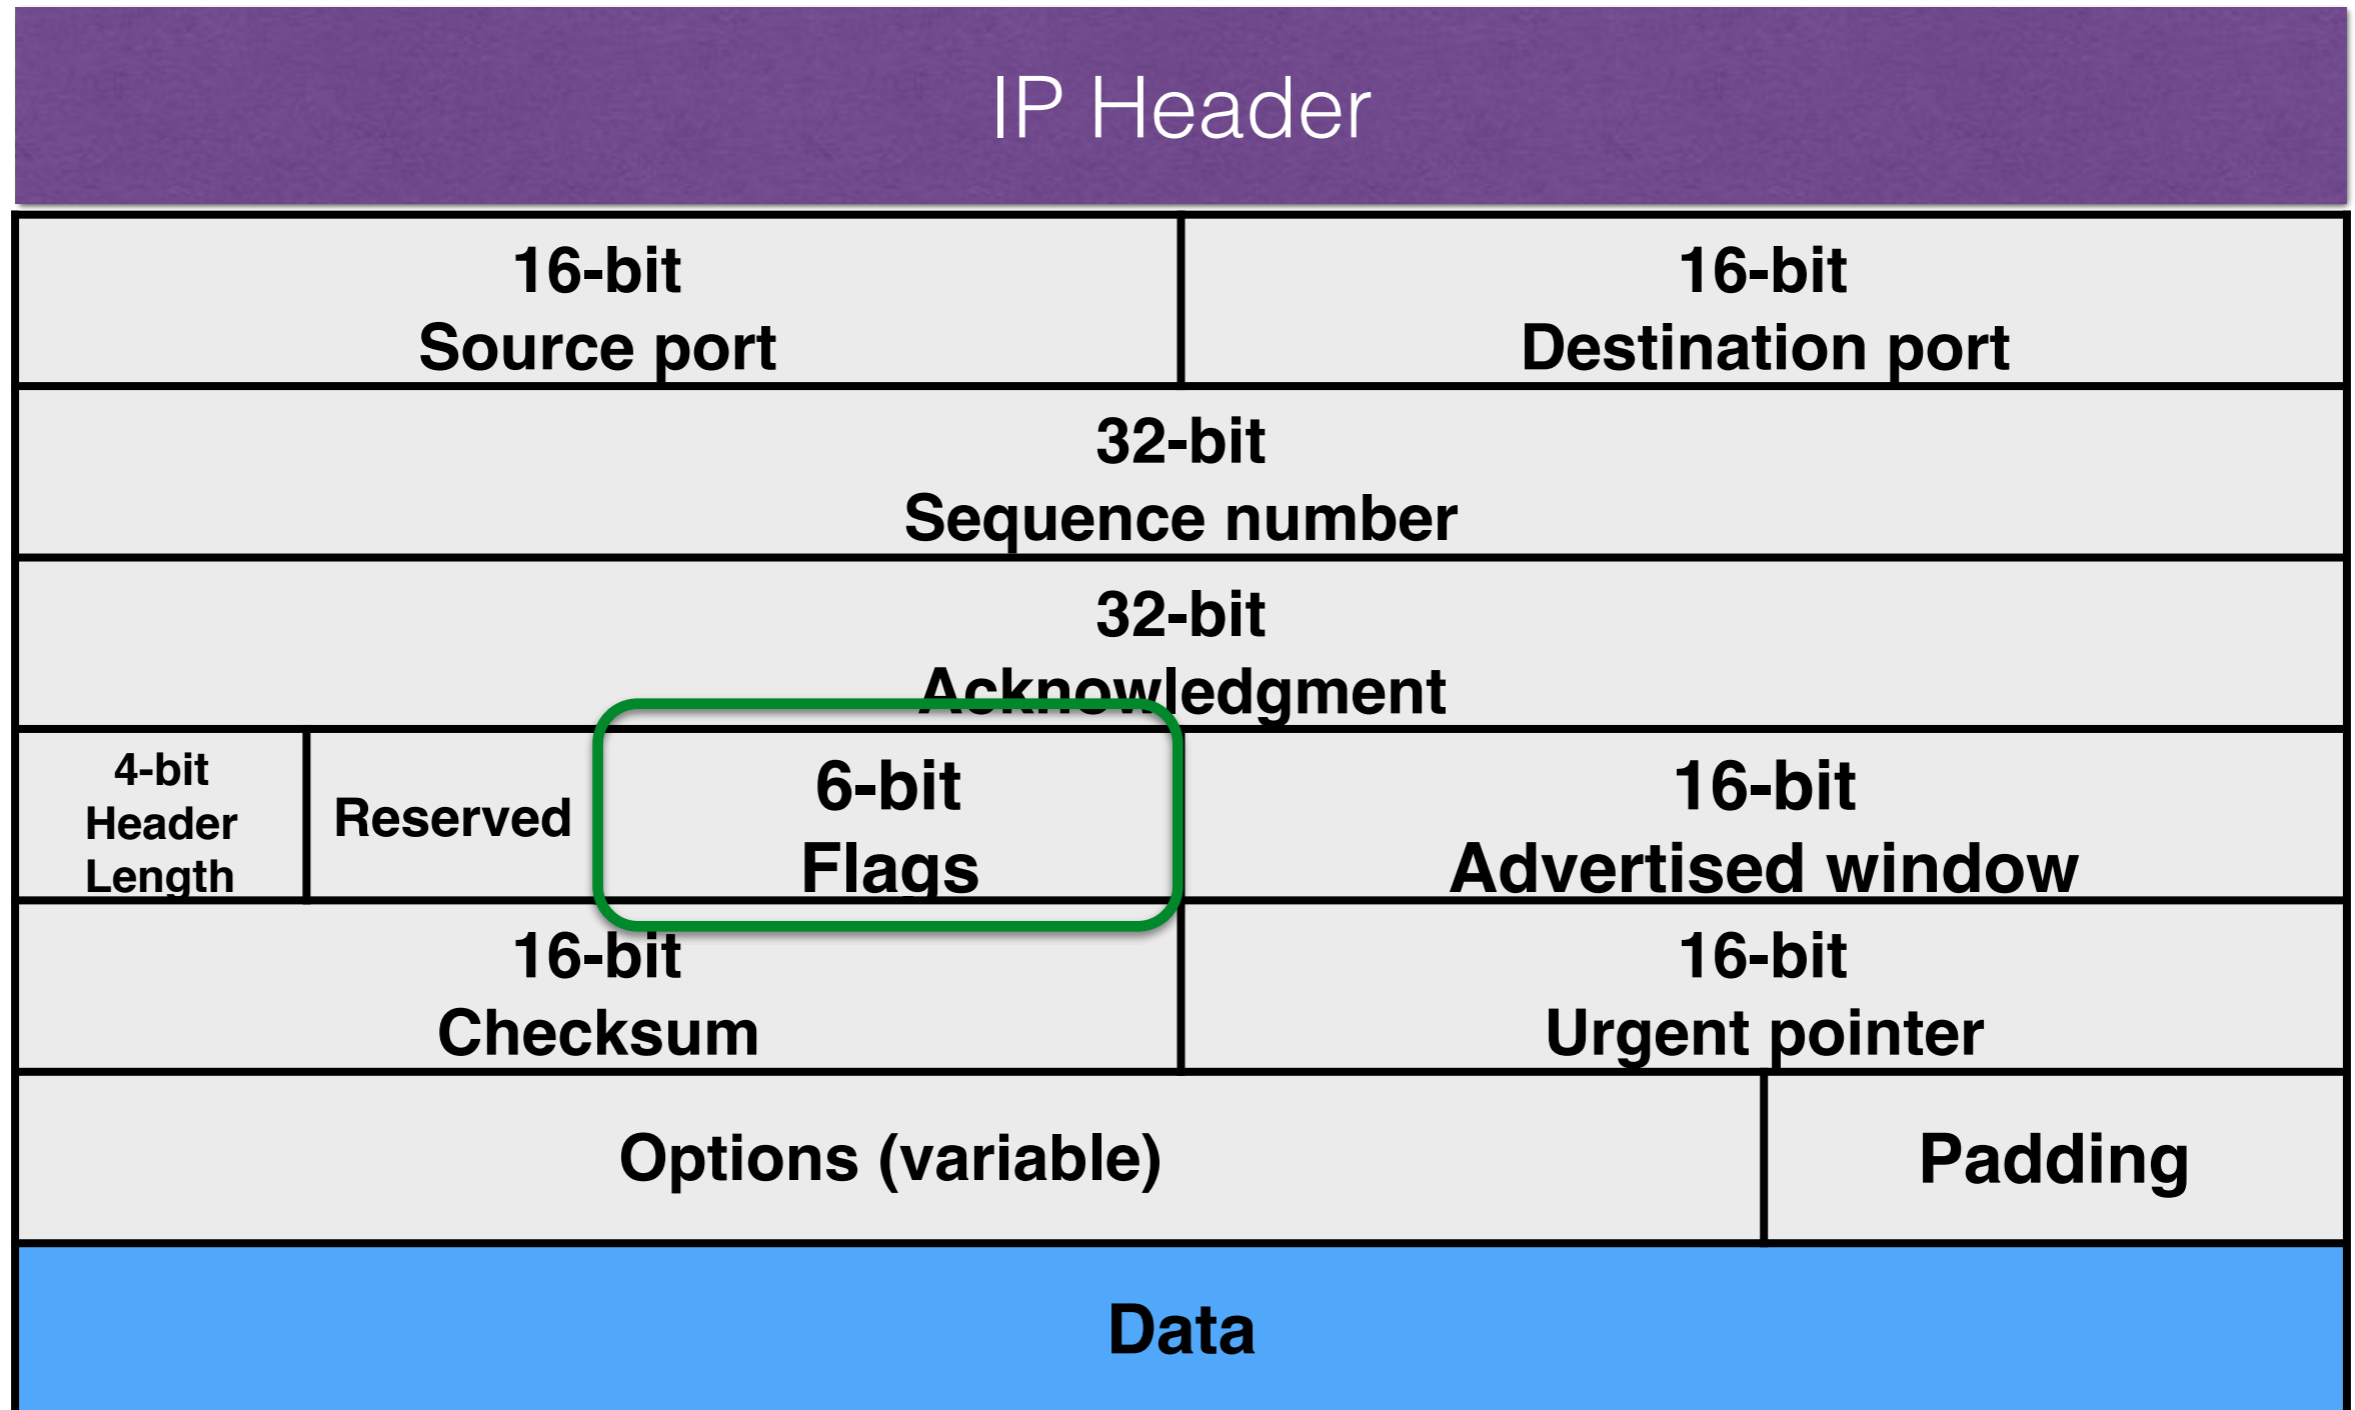 IP Header
16-bit
Source port
16-bit
Destination port
32-bit
Sequence number
32-bit
Acknowledgment
4-bit
Header
Length
Reserved
6-bit
Flags
16-bit
Advertised window
16-bit
Checksum
16-bit
Urgent pointer
Options (variable)
Padding
Data